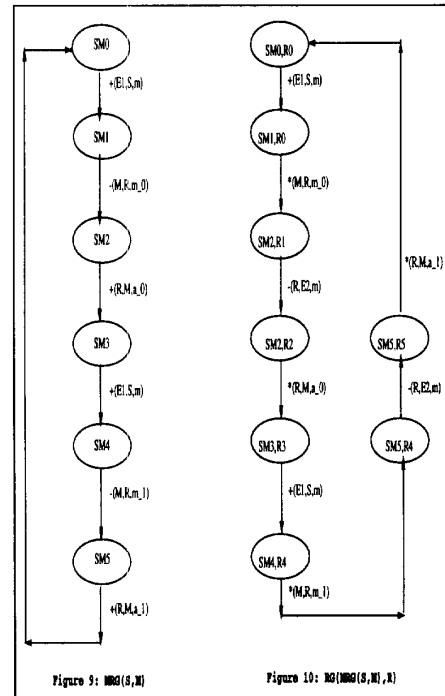 SM0
+(E1,S,m)
SM1
-(M,R,m_0)
SM2
+(R,M,a_0)
SM3
+(E1,S,m)
SM4
-(M,R,m_1)
SM5
+(R,M,a_1)
Figure 9: MRG(S,M)
SM0,R0
+(E1,S,m)
SM1,R0
*(M,R,m_0)
SM2,R1
-(R,E2,m)
SM2,R2
*(R,M,a_0)
SM3,R3
+(E1,S,m)
SM4,R4
*(M,R,m_1)
SM5,R4
-(R,E2,m)
SM5,R5
*(R,M,a_1)
Figure 10: RG(MRG(S,M),R)